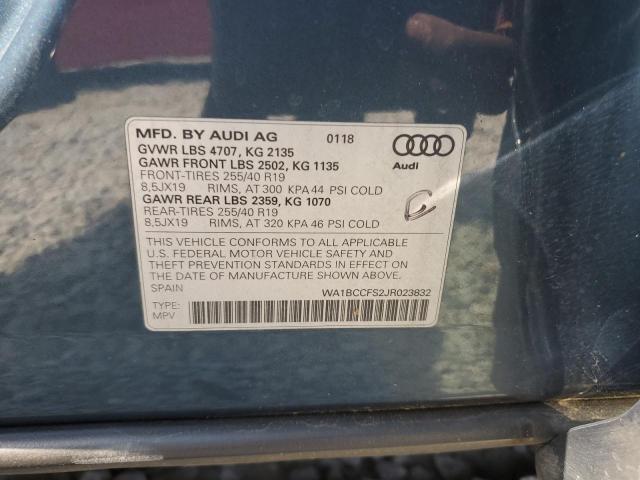 MFD. BY AUDI AG 0118
GVWR LBS 4707, KG 2135
GAWR FRONT LBS 2502, KG 1135
FRONT-TIRES 255/40 R19
8,5JX19 RIMS, AT 300 KPA 44 PSI COLD
GAWR REAR LBS 2359, KG 1070
REAR-TIRES 255/40 R19
8,5JX19 RIMS, AT 320 KPA 46 PSI COLD
Audi
THIS VEHICLE CONFORMS TO ALL APPLICABLE
U.S. FEDERAL MOTOR VEHICLE SAFETY AND
THEFT PREVENTION STANDARDS IN EFFECT ON
THE DATE OF MANUFACTURE SHOWN ABOVE.
SPAIN WA1BCCFS2JR023832
TYPE:
MPV